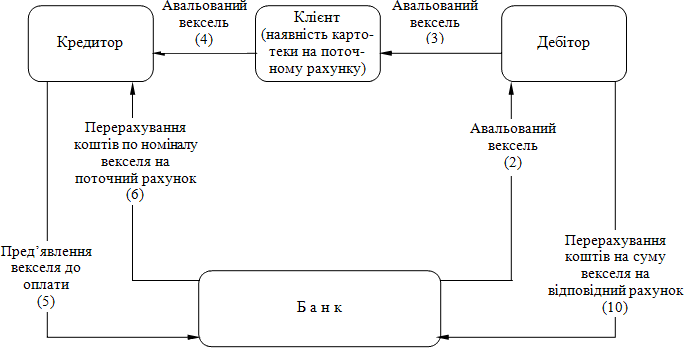 Авальований
вексель
(4)
Авальований
вексель
(3)
Кредитор
Клієнт
(наявність карто-
теки на поточ-
ному рахунку)
Дебітор
Перерахування
коштів по номіналу
векселя на
поточний рахунок
(6)
Авальований
вексель
(2)
Пред’явлення
векселя до
оплати
(5)
Перерахування
коштів на суму
векселя на
відповідний рахунок
(10)
Б а н к